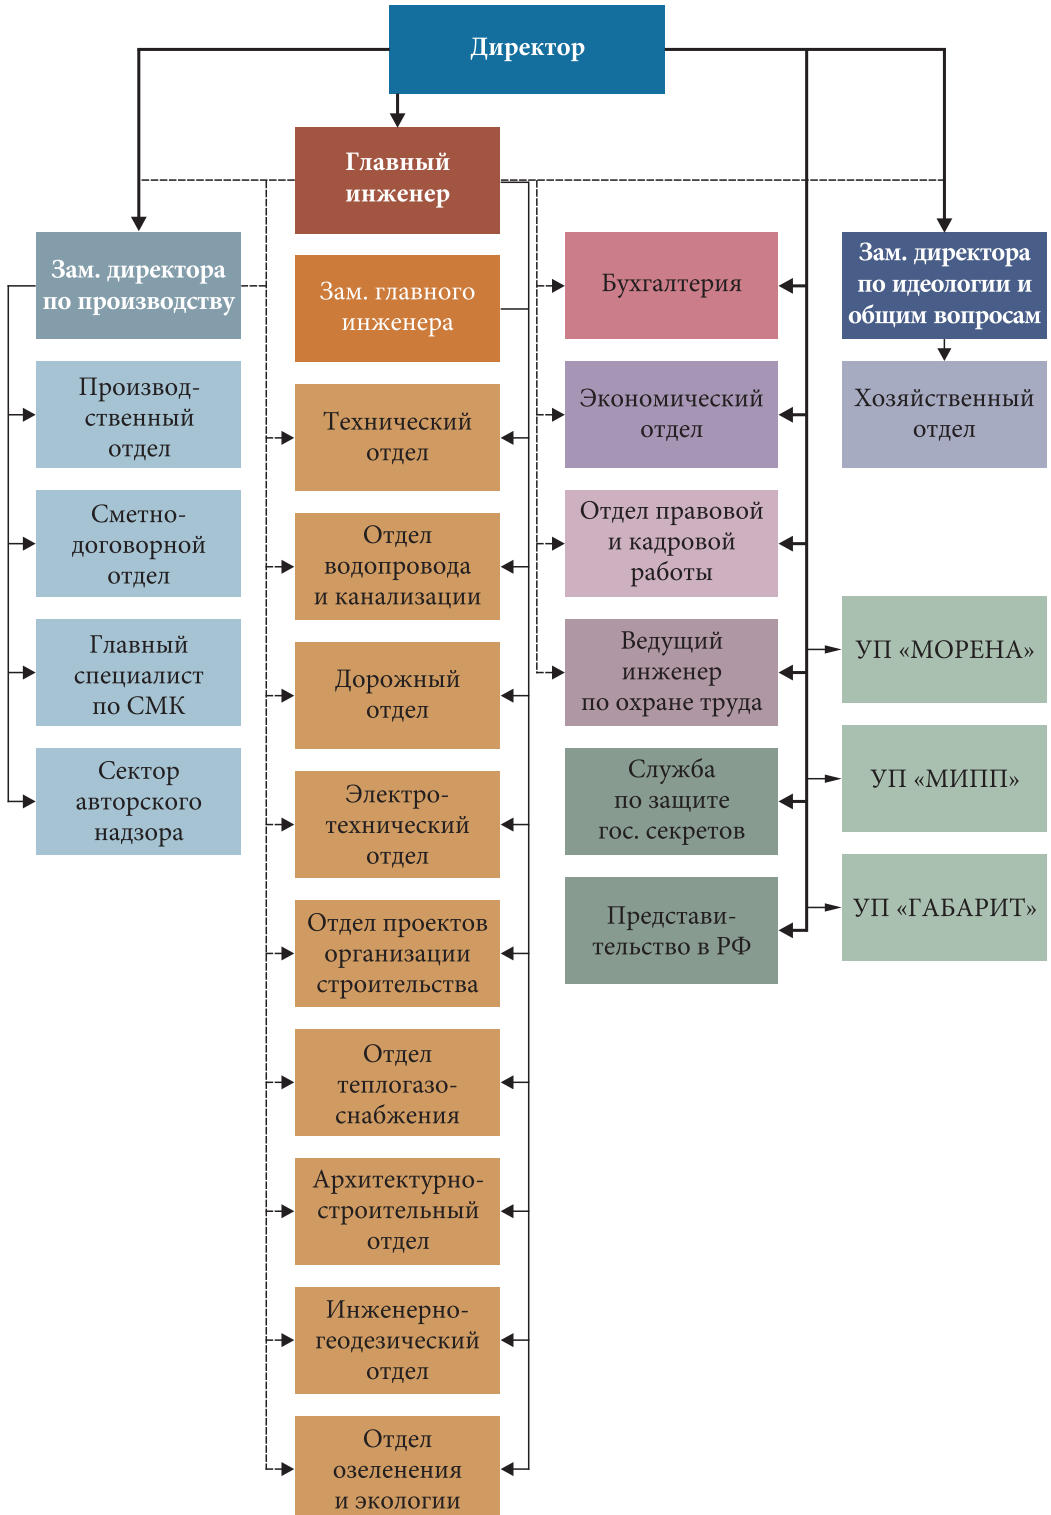 Директор
Главный
инженер
Зам. директора
по производству
Производ-
ственный
отдел
Сметно-
договорной
отдел
Главный
специалист
по СМК
Сектор
авторского
надзора
Зам. главного
инженера
Технический
отдел
Отдел
водопровода
и канализации
Дорожный
отдел
Электро-
технический
отдел
Отдел проектов
организации
строительства
Отдел
теплогазо-
снабжения
Архитектурно-
строительный
отдел
Инженерно-
геодезический
отдел
Отдел
озеленения
и экологии
Бухгалтерия
Экономический
отдел
Отдел правовой
и кадровой
работы
Ведущий
инженер
по охране труда
Служба
по защите
гос. секретов
Представи-
тельство в РФ
Зам. директора
по идеологии и
общим вопросам
Хозяйственный
отдел
УП «МОРЕНА»
УП «МИПП»
УП «ГАБАРИТ»